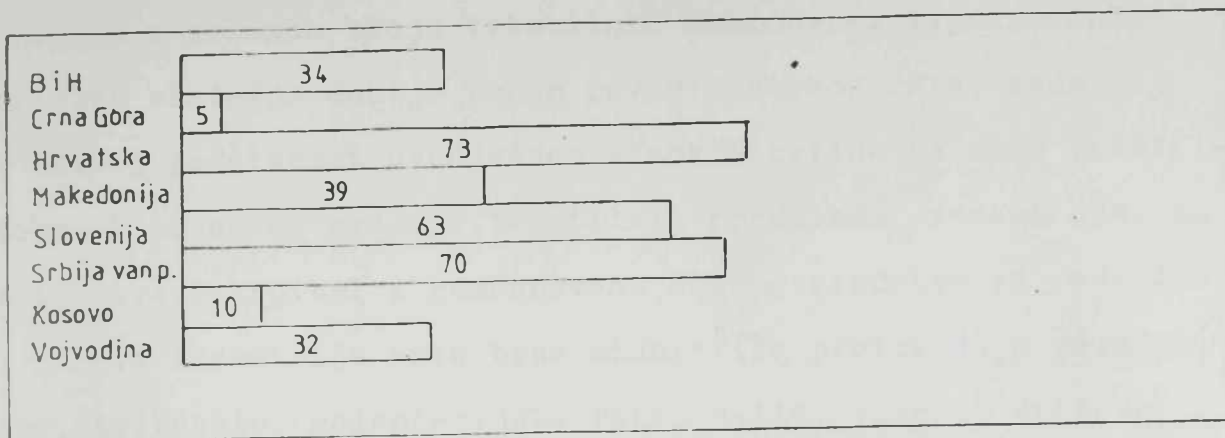 BiH 34
Crna Gora 5
Hrvatska 73
Makedonija 39
Slovenija 63
Srbija van p. 70
Kosovo 10
Vojvodina 32